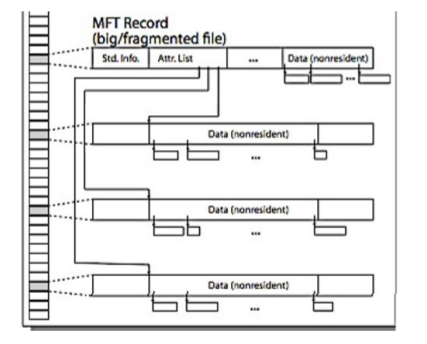 MFT Record
(big/fragmented file)
Std. Info. Attr. List ... Data (nonresident)
...
Data (nonresident)
...
Data (nonresident)
...
Data (nonresident)
...